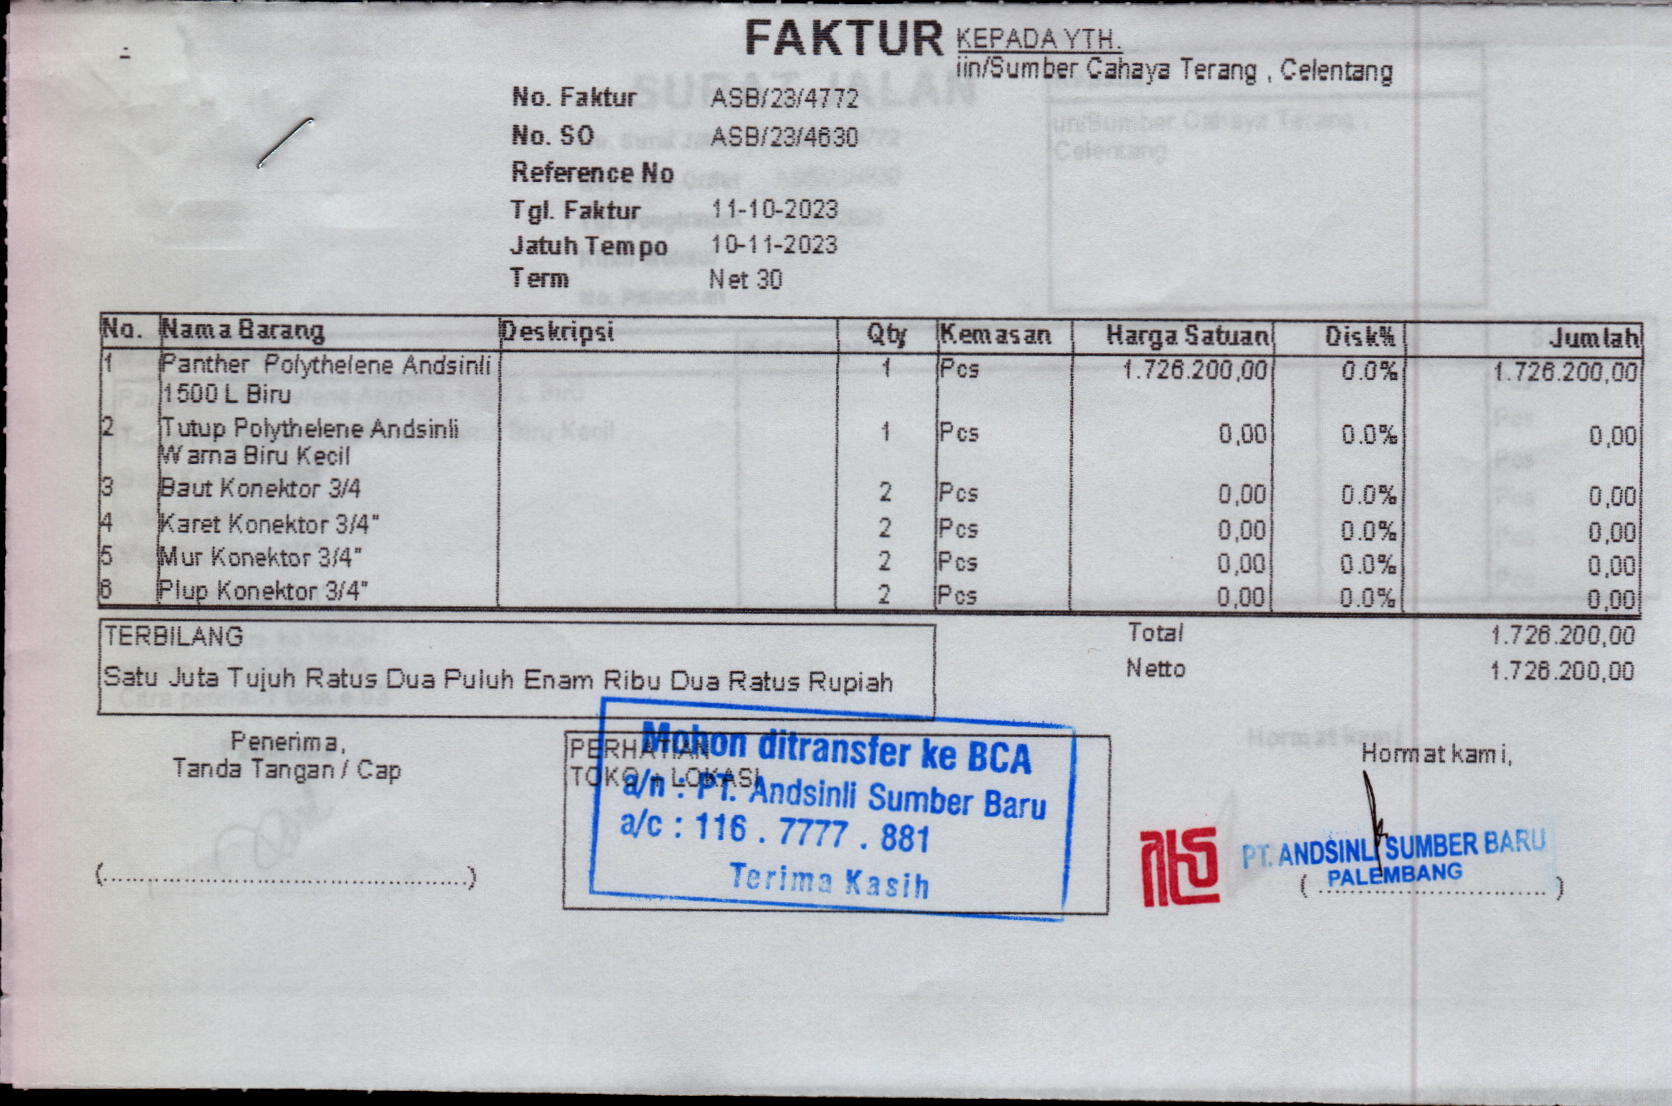 FAKTUR
KEPADA YTH.
iin/Sumber Cahaya Terang , Celentang
No. Faktur ASB/23/4772
No. SO ASB/23/4630
Reference No
Tgl. Faktur 11-10-2023
Jatuh Tempo 10-11-2023
Term Net 30
No. Nama Barang Deskripsi Qty Kemasan Harga Satuan Disk% Jumlah
1 Panther Polythelene Andsinli 1 Pcs 1.726.200,00 0.0% 1.726.200,00
1500 L Biru
2 Tutup Polythelene Andsinli 1 Pcs 0,00 0.0% 0,00
Warna Biru Kecil
3 Baut Konektor 3/4 2 Pcs 0,00 0.0% 0,00
4 Karet Konektor 3/4" 2 Pcs 0,00 0.0% 0,00
5 Mur Konektor 3/4" 2 Pcs 0,00 0.0% 0,00
6 Plup Konektor 3/4" 2 Pcs 0,00 0.0% 0,00
TERBILANG
Satu Juta Tujuh Ratus Dua Puluh Enam Ribu Dua Ratus Rupiah
Total 1.726.200,00
Netto 1.726.200,00
Penerima,
Tanda Tangan / Cap
PERHATIAN
TOKO + LOKASI
Mohon ditransfer ke BCA
a/n : PT. Andsinli Sumber Baru
a/c : 116 . 7777 . 881
Terima Kasih
Hormat kami,
PT. ANDSINLI SUMBER BARU
PALEMBANG
SURAT JALAN
iin/Sumber Cahaya Terang ,
Celentang
Hormat kami